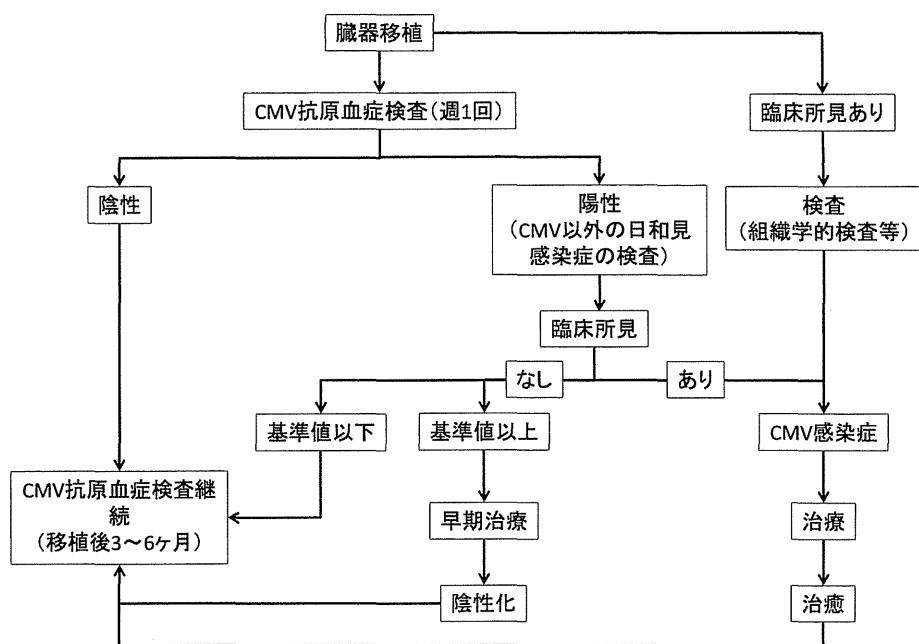 臓器移植
CMV抗原血症検査（週1回）
臨床所見あり
陰性
陽性
（CMV以外の日和見
感染症の検査）
検査
（組織学的検査等）
臨床所見
なし
あり
基準値以下
基準値以上
CMV感染症
CMV抗原血症検査継
続
（移植後3～6ヶ月）
早期治療
治療
陰性化
治癒